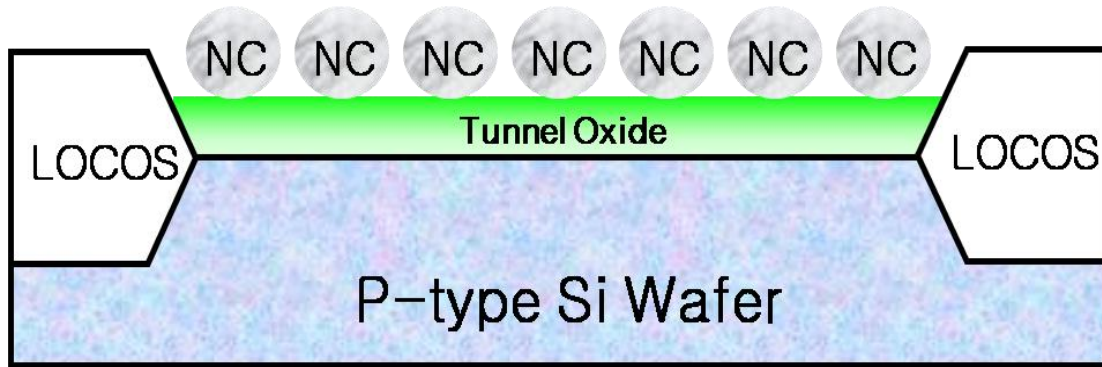 NC NC NC NC NC NC NC
Tunnel Oxide
LOCOS LOCOS
P-type Si Wafer